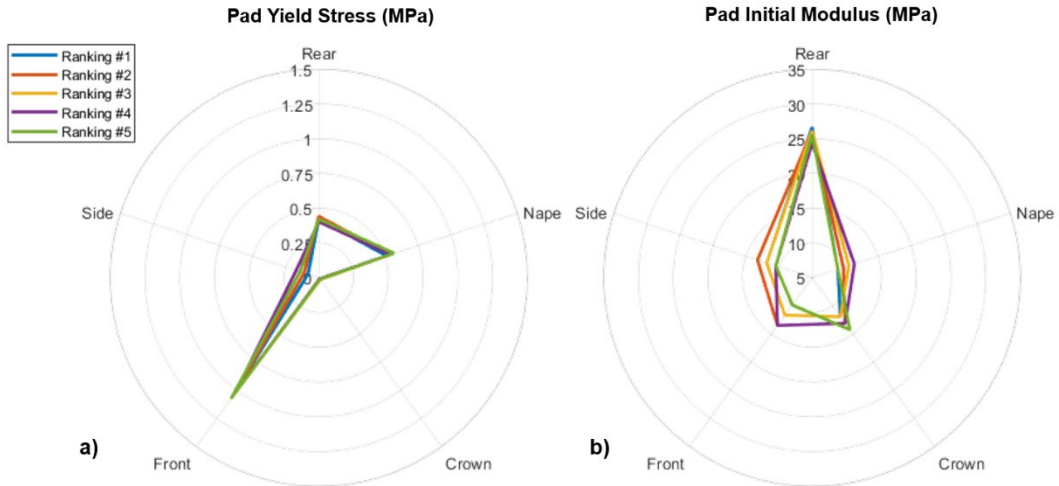 Pad Yield Stress (MPa)
Pad Initial Modulus (MPa)
Ranking #1
Ranking #2
Ranking #3
Ranking #4
Ranking #5
Rear
1.5
1.25
1
0.75
0.5
0
Side
Nape
Front
Crown
a)
Rear
35
30
25
15
10
5
Side
Nape
Front
Crown
b)